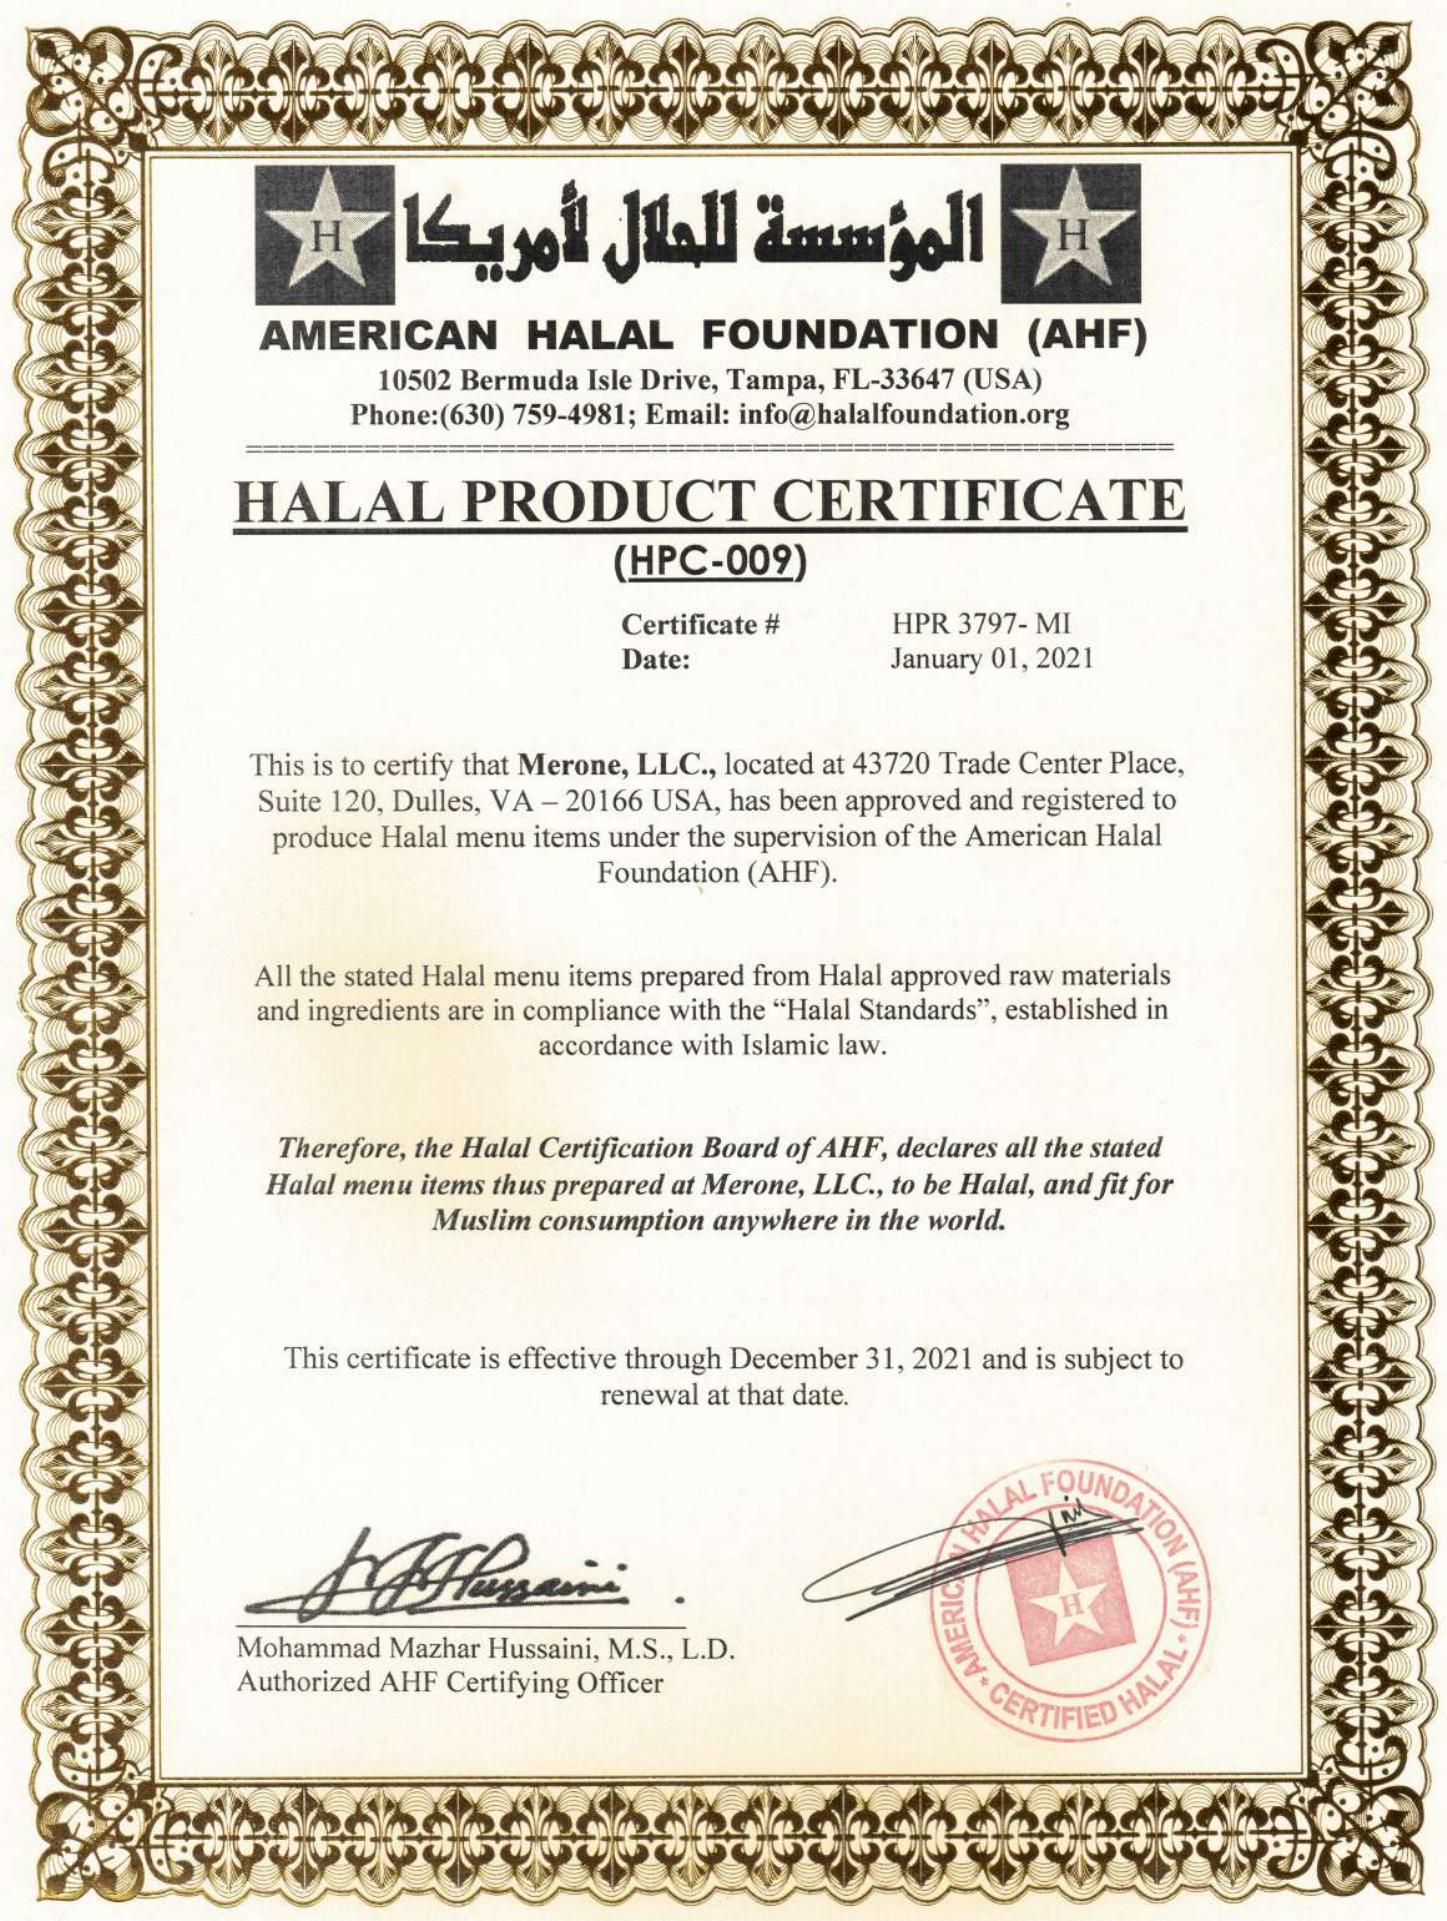 H المؤسسة للحلال لأمريكا H
AMERICAN HALAL FOUNDATION (AHF)
10502 Bermuda Isle Drive, Tampa, FL-33647 (USA)
Phone:(630) 759-4981; Email: info@halalfoundation.org
HALAL PRODUCT CERTIFICATE
(HPC-009)
Certificate # HPR 3797- MI
Date: January 01, 2021
This is to certify that Merone, LLC., located at 43720 Trade Center Place,
Suite 120, Dulles, VA – 20166 USA, has been approved and registered to
produce Halal menu items under the supervision of the American Halal
Foundation (AHF).
All the stated Halal menu items prepared from Halal approved raw materials
and ingredients are in compliance with the “Halal Standards”, established in
accordance with Islamic law.
Therefore, the Halal Certification Board of AHF, declares all the stated
Halal menu items thus prepared at Merone, LLC., to be Halal, and fit for
Muslim consumption anywhere in the world.
This certificate is effective through December 31, 2021 and is subject to
renewal at that date.
Hussaini
Mohammad Mazhar Hussaini, M.S., L.D.
Authorized AHF Certifying Officer
AMERICAN HALAL FOUNDATION (AHF)
CERTIFIED HALAL
H